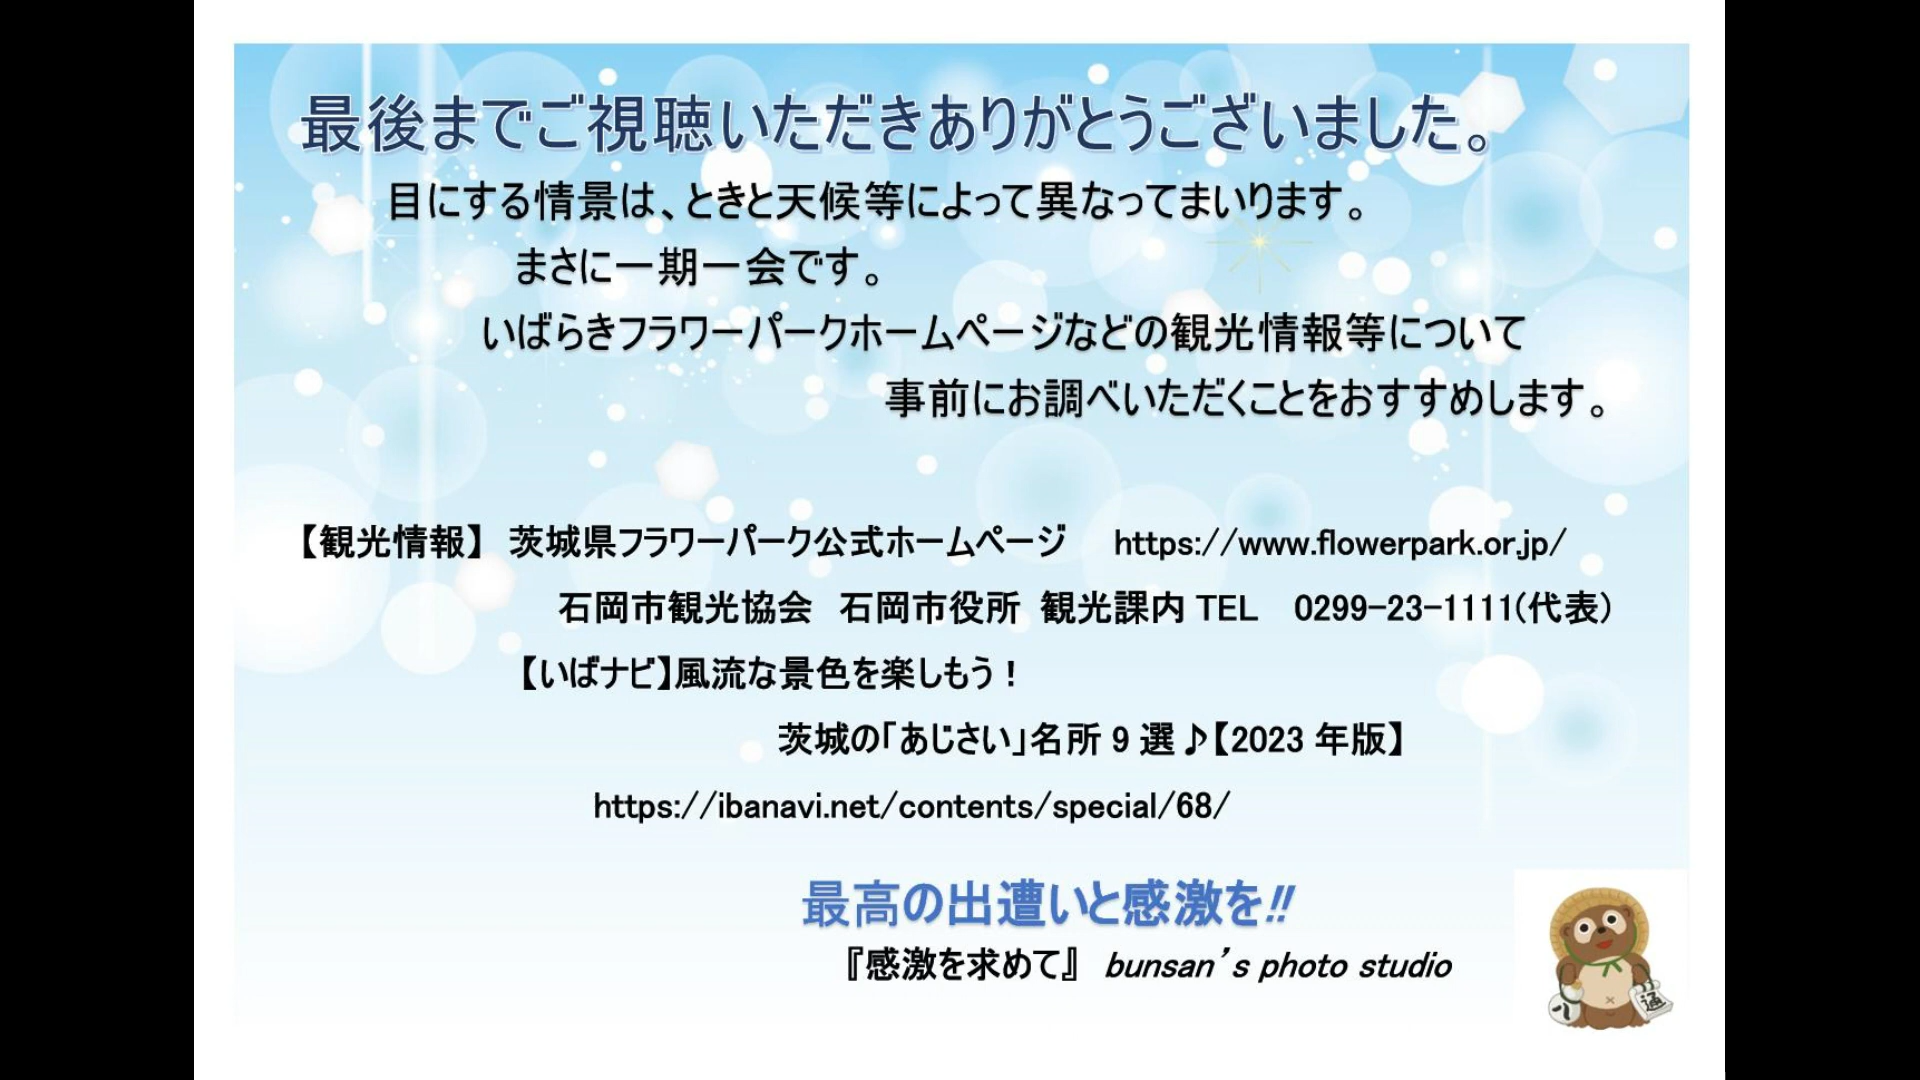 最後までご視聴いただきありがとうございました。
目にする情景は、ときと天候等によって異なってまいります。
まさに一期一会です。
いばらきフラワーパークホームページなどの観光情報等について
事前にお調べいただくことをおすすめします。
【観光情報】 茨城県フラワーパーク公式ホームページ https://www.flowerpark.or.jp/
石岡市観光協会 石岡市役所 観光課内 TEL 0299-23-1111(代表)
【いばナビ】風流な景色を楽しもう！
茨城の「あじさい」名所 9 選♪【2023 年版】
https://ibanavi.net/contents/special/68/
最高の出遭いと感激を!!
『感激を求めて』 bunsan’s photo studio
八
通